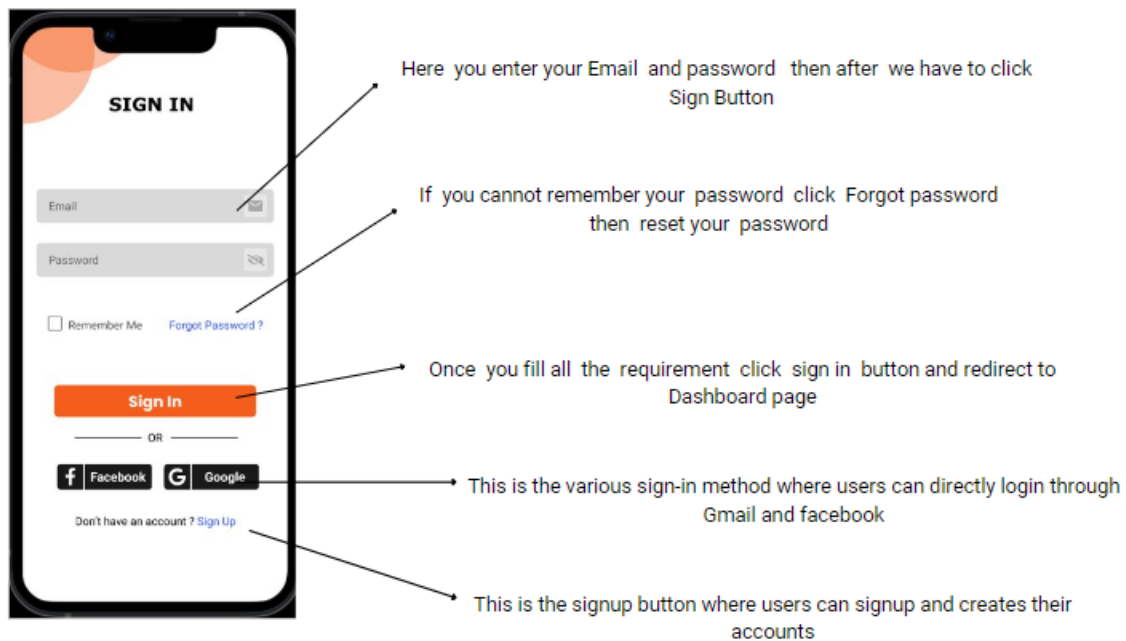 SIGN IN
Email
Password
Remember Me
Forgot Password ?
Sign In
OR
f Facebook
G Google
Don't have an account ? Sign Up
Here you enter your Email and password then after we have to click
Sign Button
If you cannot remember your password click Forgot password
then reset your password
Once you fill all the requirement click sign in button and redirect to
Dashboard page
This is the various sign-in method where users can directly login through
Gmail and facebook
This is the signup button where users can signup and creates their
accounts